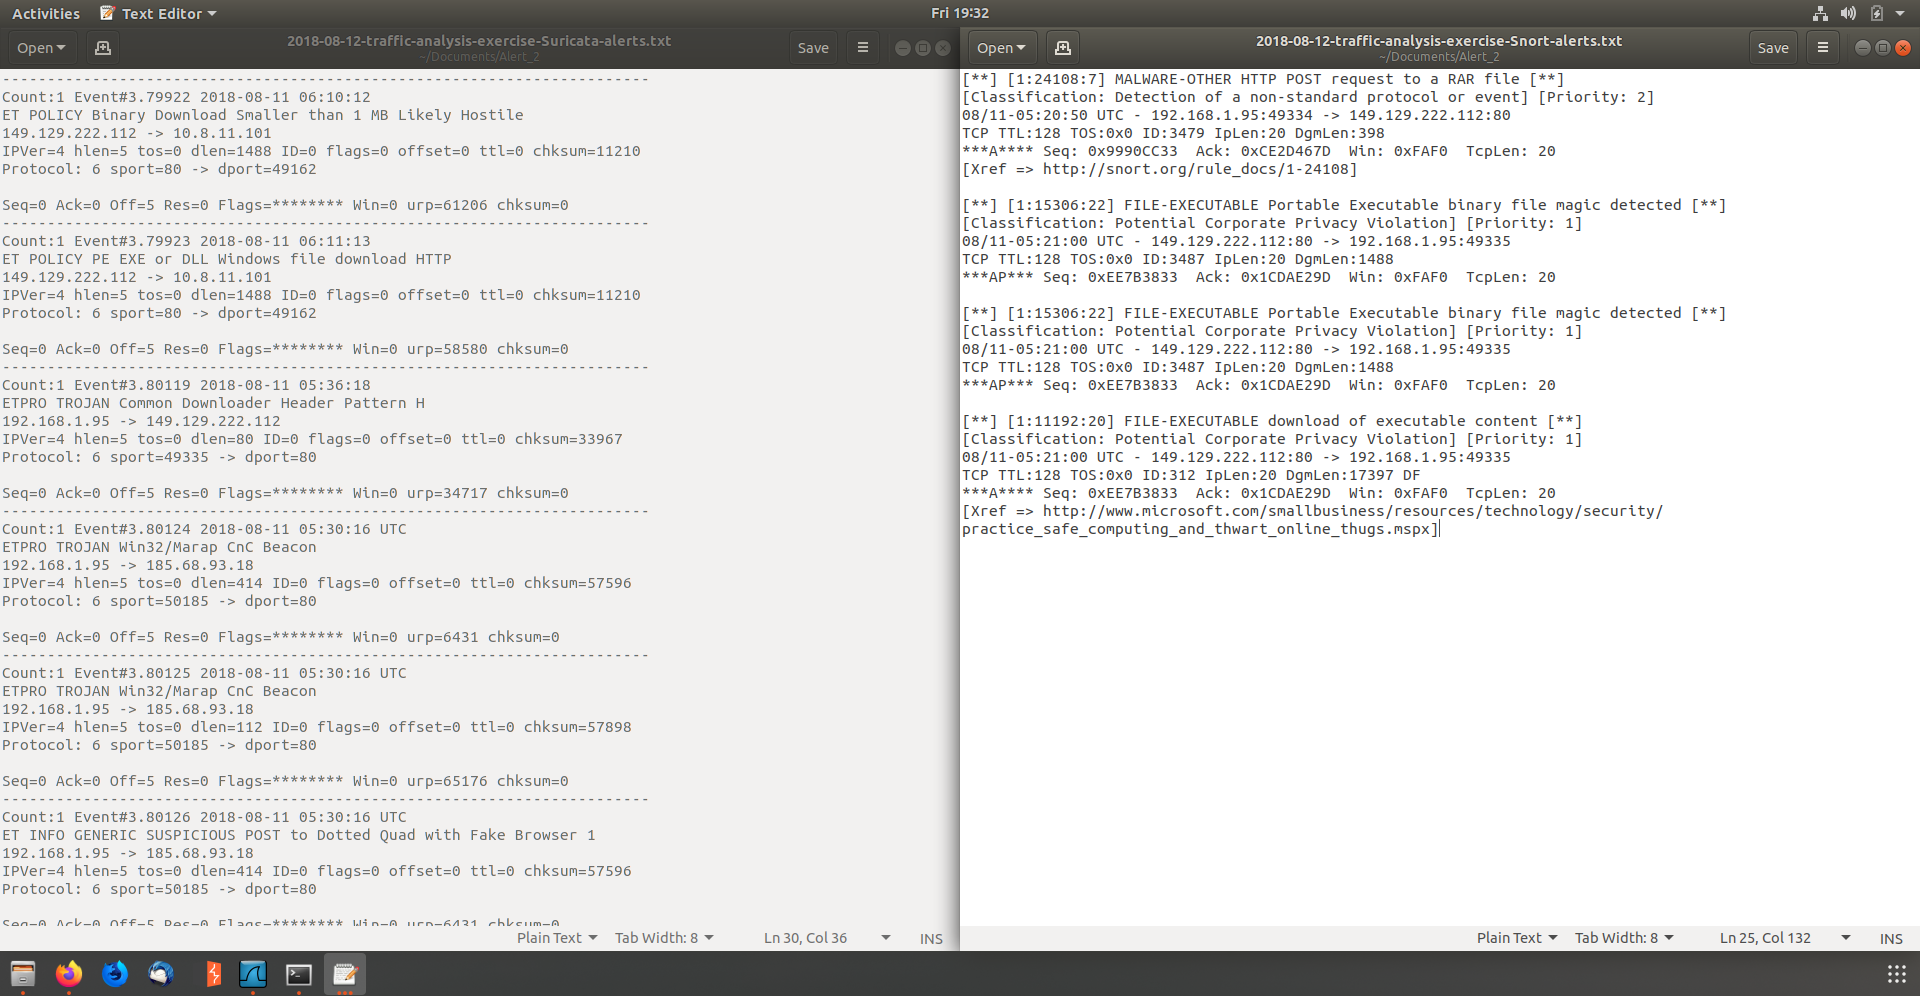 Activities Text Editor Fri 19:32
Open 2018-08-12-traffic-analysis-exercise-Suricata-alerts.txt Save
~/Documents/Alert_2
------------------------------------------------------------------------
Count:1 Event#3.79922 2018-08-11 06:10:12
ET POLICY Binary Download Smaller than 1 MB Likely Hostile
149.129.222.112 -> 10.8.11.101
IPVer=4 hlen=5 tos=0 dlen=1488 ID=0 flags=0 offset=0 ttl=0 chksum=11210
Protocol: 6 sport=80 -> dport=49162

Seq=0 Ack=0 Off=5 Res=0 Flags=******** Win=0 urp=61206 chksum=0
------------------------------------------------------------------------
Count:1 Event#3.79923 2018-08-11 06:11:13
ET POLICY PE EXE or DLL Windows file download HTTP
149.129.222.112 -> 10.8.11.101
IPVer=4 hlen=5 tos=0 dlen=1488 ID=0 flags=0 offset=0 ttl=0 chksum=11210
Protocol: 6 sport=80 -> dport=49162

Seq=0 Ack=0 Off=5 Res=0 Flags=******** Win=0 urp=58580 chksum=0
------------------------------------------------------------------------
Count:1 Event#3.80119 2018-08-11 05:36:18
ETPRO TROJAN Common Downloader Header Pattern H
192.168.1.95 -> 149.129.222.112
IPVer=4 hlen=5 tos=0 dlen=80 ID=0 flags=0 offset=0 ttl=0 chksum=33967
Protocol: 6 sport=49335 -> dport=80

Seq=0 Ack=0 Off=5 Res=0 Flags=******** Win=0 urp=34717 chksum=0
------------------------------------------------------------------------
Count:1 Event#3.80124 2018-08-11 05:30:16 UTC
ETPRO TROJAN Win32/Marap CnC Beacon
192.168.1.95 -> 185.68.93.18
IPVer=4 hlen=5 tos=0 dlen=414 ID=0 flags=0 offset=0 ttl=0 chksum=57596
Protocol: 6 sport=50185 -> dport=80

Seq=0 Ack=0 Off=5 Res=0 Flags=******** Win=0 urp=6431 chksum=0
------------------------------------------------------------------------
Count:1 Event#3.80125 2018-08-11 05:30:16 UTC
ETPRO TROJAN Win32/Marap CnC Beacon
192.168.1.95 -> 185.68.93.18
IPVer=4 hlen=5 tos=0 dlen=112 ID=0 flags=0 offset=0 ttl=0 chksum=57898
Protocol: 6 sport=50185 -> dport=80

Seq=0 Ack=0 Off=5 Res=0 Flags=******** Win=0 urp=65176 chksum=0
------------------------------------------------------------------------
Count:1 Event#3.80126 2018-08-11 05:30:16 UTC
ET INFO GENERIC SUSPICIOUS POST to Dotted Quad with Fake Browser 1
192.168.1.95 -> 185.68.93.18
IPVer=4 hlen=5 tos=0 dlen=414 ID=0 flags=0 offset=0 ttl=0 chksum=57596
Protocol: 6 sport=50185 -> dport=80

Seq=0 Ack=0 Off=5 Res=0 Flags=******** Win=0 urp=6431 chksum=0
Plain Text Tab Width: 8 Ln 30, Col 36 INS
Open 2018-08-12-traffic-analysis-exercise-Snort-alerts.txt Save
~/Documents/Alert_2
[**] [1:24108:7] MALWARE-OTHER HTTP POST request to a RAR file [**]
[Classification: Detection of a non-standard protocol or event] [Priority: 2]
08/11-05:20:50 UTC - 192.168.1.95:49334 -> 149.129.222.112:80
TCP TTL:128 TOS:0x0 ID:3479 IpLen:20 DgmLen:398
***A**** Seq: 0x9990CC33  Ack: 0xCE2D467D  Win: 0xFAF0  TcpLen: 20
[Xref => http://snort.org/rule_docs/1-24108]

[**] [1:15306:22] FILE-EXECUTABLE Portable Executable binary file magic detected [**]
[Classification: Potential Corporate Privacy Violation] [Priority: 1]
08/11-05:21:00 UTC - 149.129.222.112:80 -> 192.168.1.95:49335
TCP TTL:128 TOS:0x0 ID:3487 IpLen:20 DgmLen:1488
***AP*** Seq: 0xEE7B3833  Ack: 0x1CDAE29D  Win: 0xFAF0  TcpLen: 20

[**] [1:15306:22] FILE-EXECUTABLE Portable Executable binary file magic detected [**]
[Classification: Potential Corporate Privacy Violation] [Priority: 1]
08/11-05:21:00 UTC - 149.129.222.112:80 -> 192.168.1.95:49335
TCP TTL:128 TOS:0x0 ID:3487 IpLen:20 DgmLen:1488
***AP*** Seq: 0xEE7B3833  Ack: 0x1CDAE29D  Win: 0xFAF0  TcpLen: 20

[**] [1:11192:20] FILE-EXECUTABLE download of executable content [**]
[Classification: Potential Corporate Privacy Violation] [Priority: 1]
08/11-05:21:00 UTC - 149.129.222.112:80 -> 192.168.1.95:49335
TCP TTL:128 TOS:0x0 ID:312 IpLen:20 DgmLen:17397 DF
***A**** Seq: 0xEE7B3833  Ack: 0x1CDAE29D  Win: 0xFAF0  TcpLen: 20
[Xref => http://www.microsoft.com/smallbusiness/resources/technology/security/
practice_safe_computing_and_thwart_online_thugs.mspx]
Plain Text Tab Width: 8 Ln 25, Col 132 INS